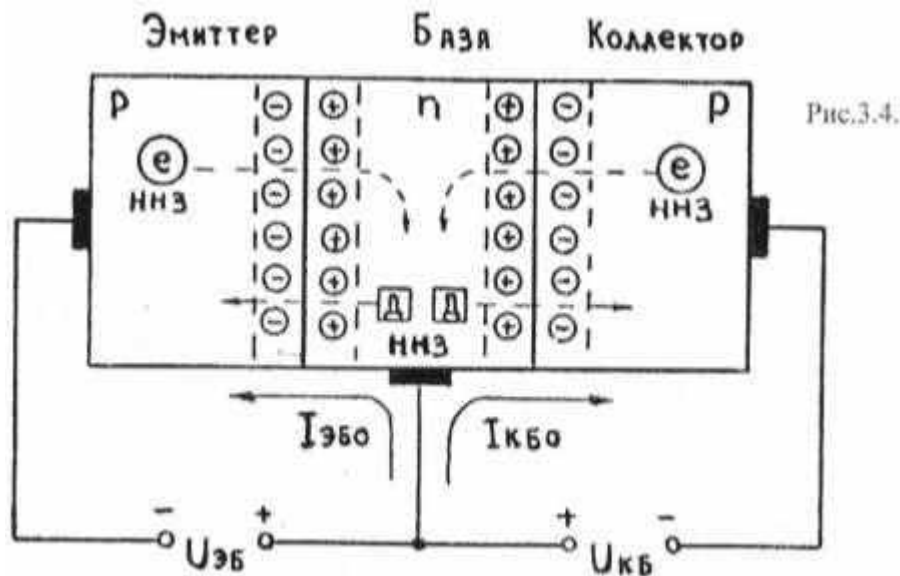 Эмиттер База Коллектор
p n p Рис.3.4.
- + + -
- + + -
e e
ннз ннз
- + + -
- + + -
- + + -
Д Д
- + + -
ннз
Iэбо Iкбо
- + + -
Uэб Uкб